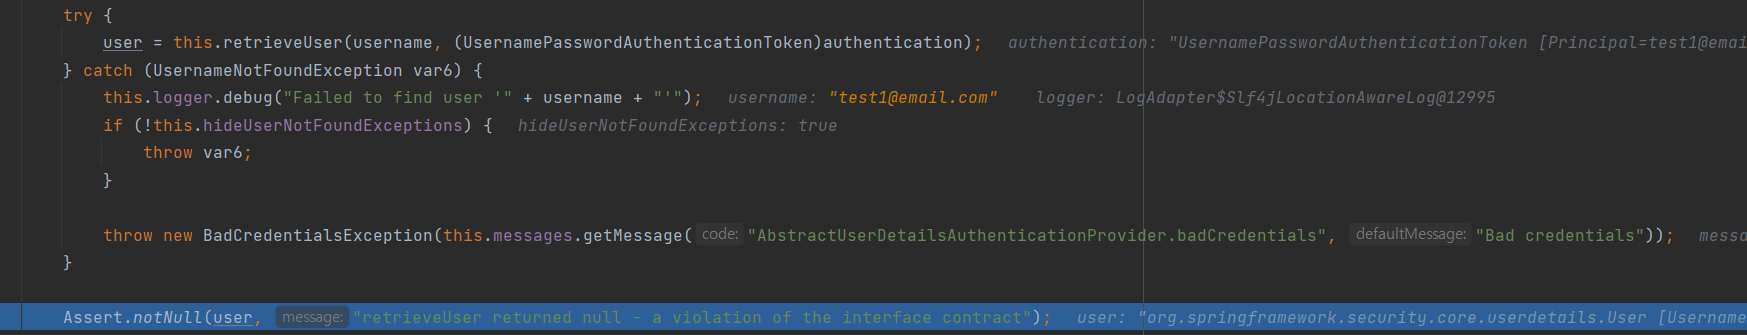 try {
user = this.retrieveUser(username, (UsernamePasswordAuthenticationToken)authentication); authentication: "UsernamePasswordAuthenticationToken [Principal=test1@emai
} catch (UsernameNotFoundException var6) {
this.logger.debug("Failed to find user '" + username + "'"); username: "test1@email.com" logger: LogAdapter$Slf4jLocationAwareLog@12995
if (!this.hideUserNotFoundExceptions) { hideUserNotFoundExceptions: true
throw var6;
}
throw new BadCredentialsException(this.messages.getMessage( code: "AbstractUserDetailsAuthenticationProvider.badCredentials", defaultMessage: "Bad credentials")); messa
}
Assert.notNull(user, message: "retrieveUser returned null - a violation of the interface contract"); user: "org.springframework.security.core.userdetails.User [Username